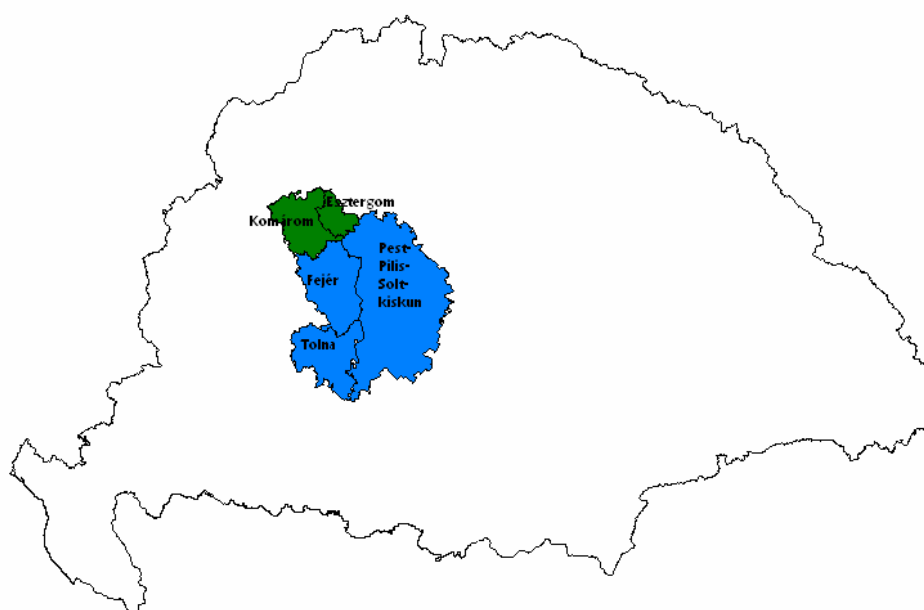 Esztergom
Komárom
Pest-
Pilis-
Solt-
kiskun
Fejér
Tolna